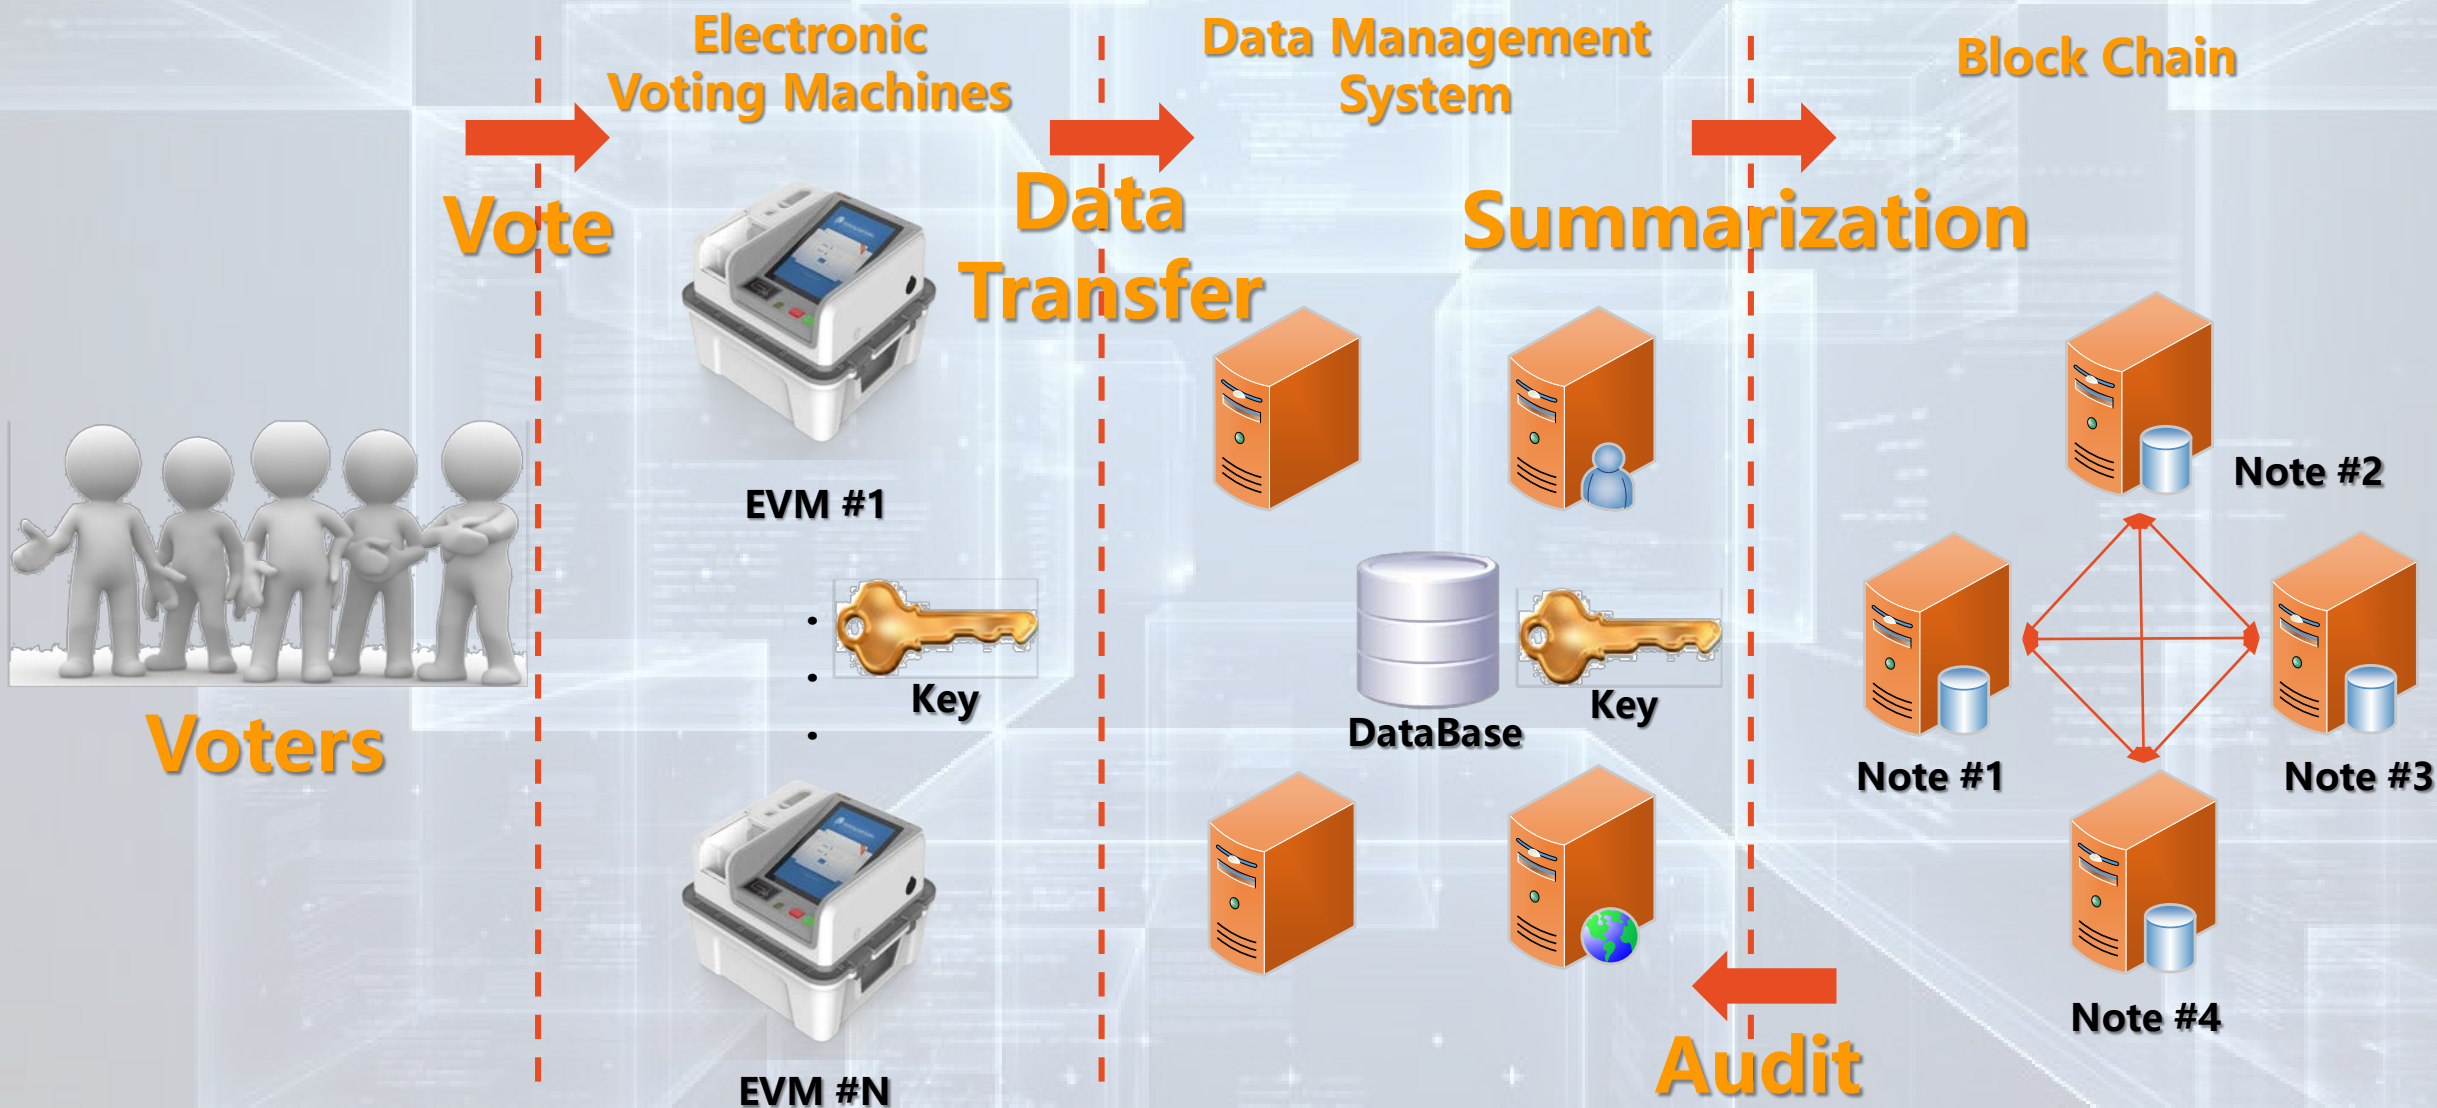 Electronic
Voting Machines
Data Management
System
Block Chain
Vote
Data
Transfer
Summarization
EVM #1
Note #2
Key
Key
DataBase
Voters
Note #1
Note #3
Note #4
Audit
EVM #N